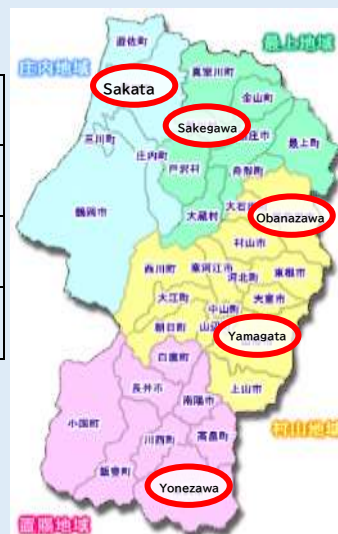 遊佐町
庄内地域
最上地域
真室川町
Sakata
金山町
Sakegawa
庄市
三川町
最上町
庄内町
戸沢村
舟形町
鶴岡市
大蔵村
大石
Obanazawa
村山市
西川町
寒河江市
河北町
東根市
大江町
天童市
中山町
朝日町
山辺
Yamagata
白鷹町
上山市
長井市
村山地域
南陽市
小国町
川西町
高畠町
飯豊町
Yonezawa
置賜地域